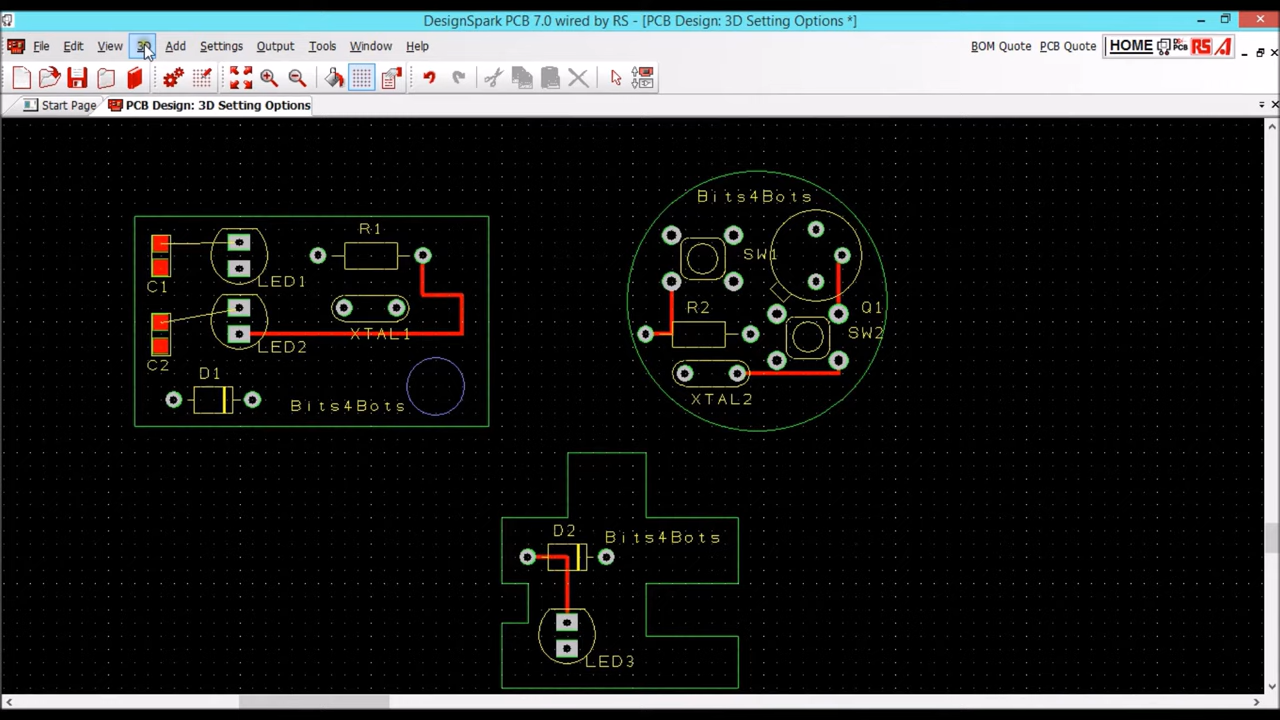 DesignSpark PCB 7.0 wired by RS - [PCB Design: 3D Setting Options *]
File Edit View 3D Add Settings Output Tools Window Help BOM Quote PCB Quote HOME PCB RS A
Start Page PCB Design: 3D Setting Options
Bits4Bots
R1
SW1
C1
LED1
R2
Q1
XTAL1
SW2
LED2
C2
D1
XTAL2
Bits4Bots
D2
Bits4Bots
LED3